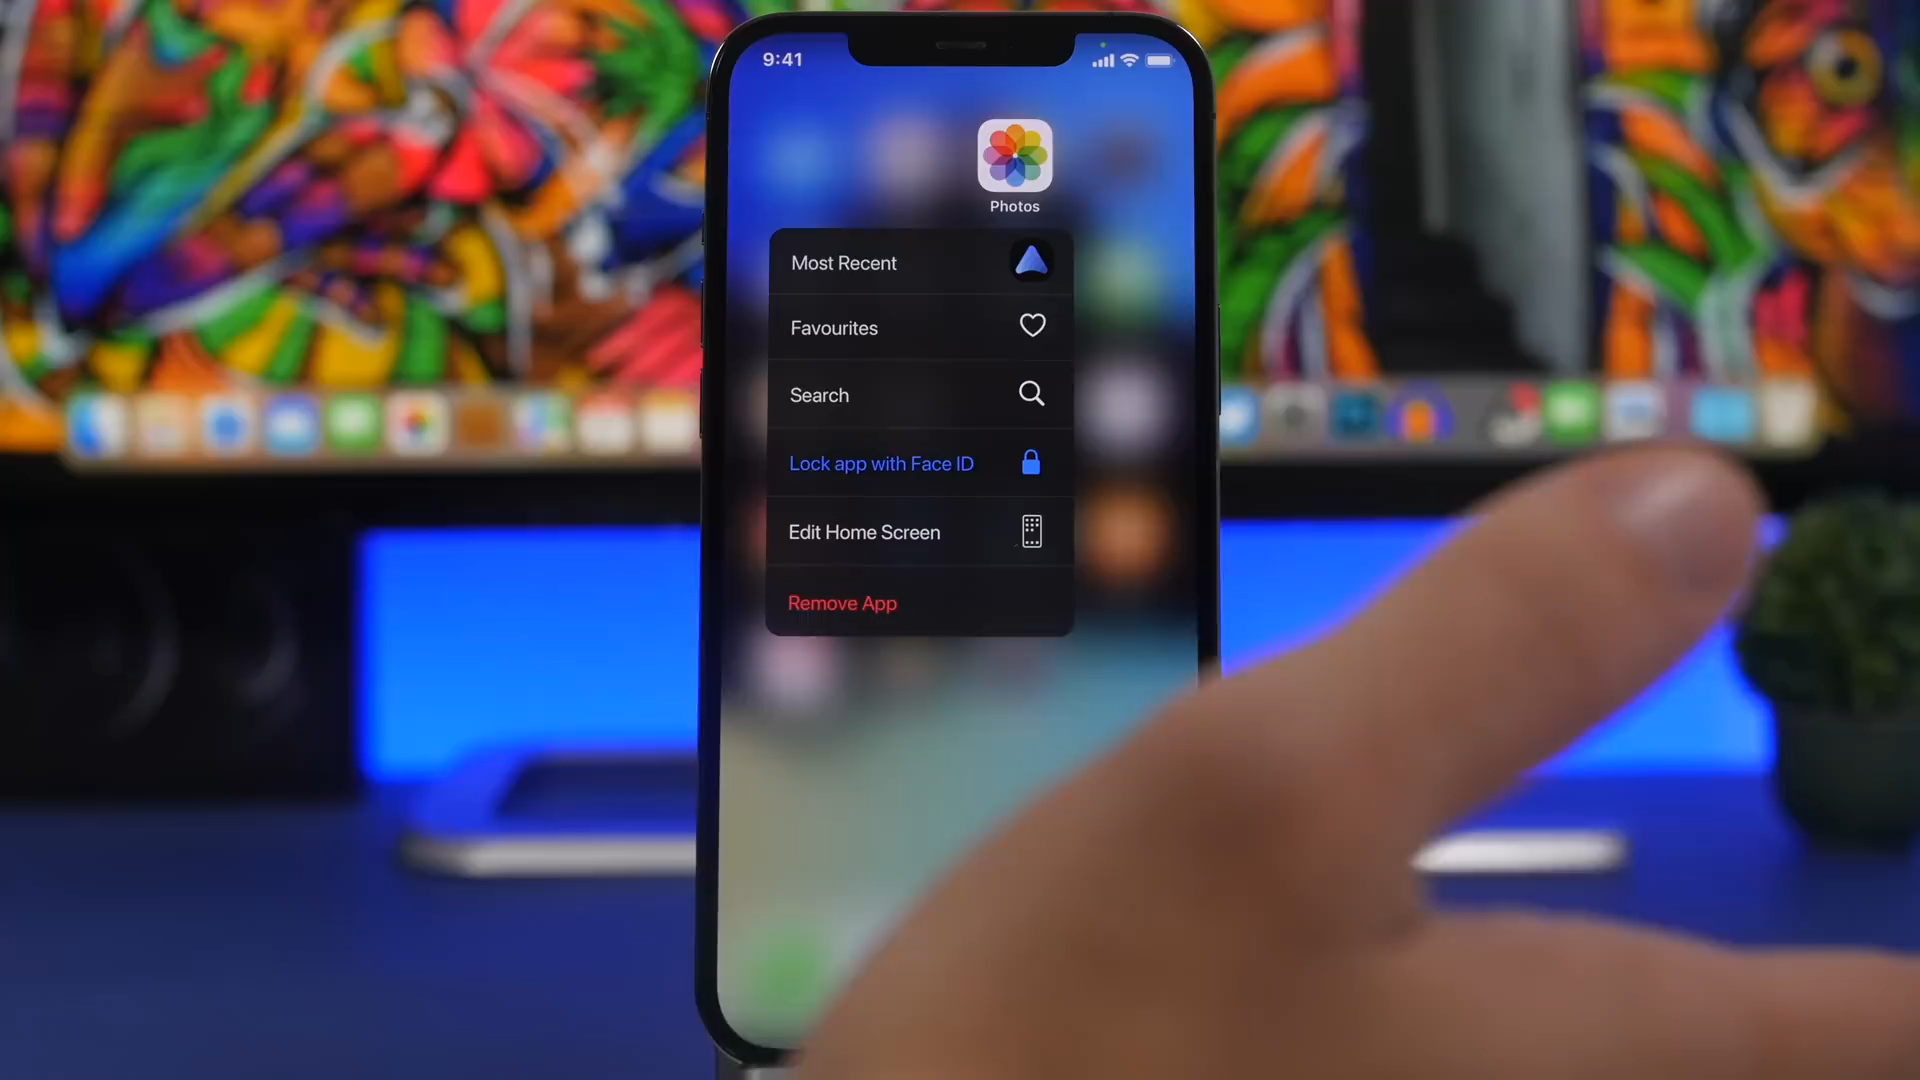 9:41
Photos
Most Recent
Favourites
Search
Lock app with Face ID
Edit Home Screen
Remove App